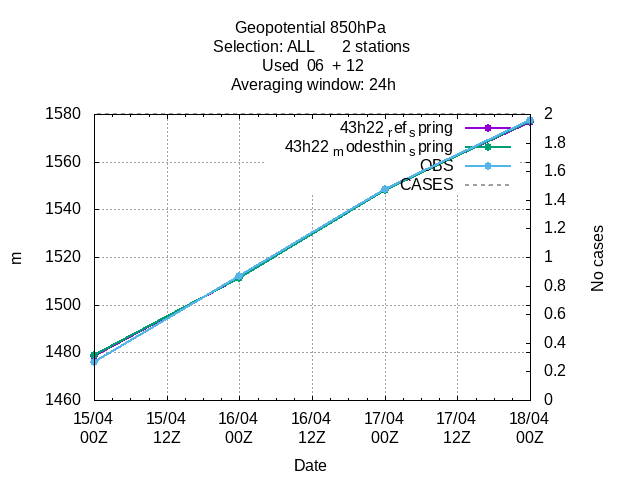 Geopotential 850hPa
Selection: ALL 2 stations
Used 06 + 12
Averaging window: 24h
1580 2
43h22 ref spring
1.8
43h22 modesthin spring
1560 1.6
OBS
CASES
1.4
1540
1.2
1520 1
m
No cases
0.8
1500
0.6
0.4
1480
0.2
1460 0
15/04 15/04 16/04 16/04 17/04 17/04 18/04
00Z 12Z 00Z 12Z 00Z 12Z 00Z
Date